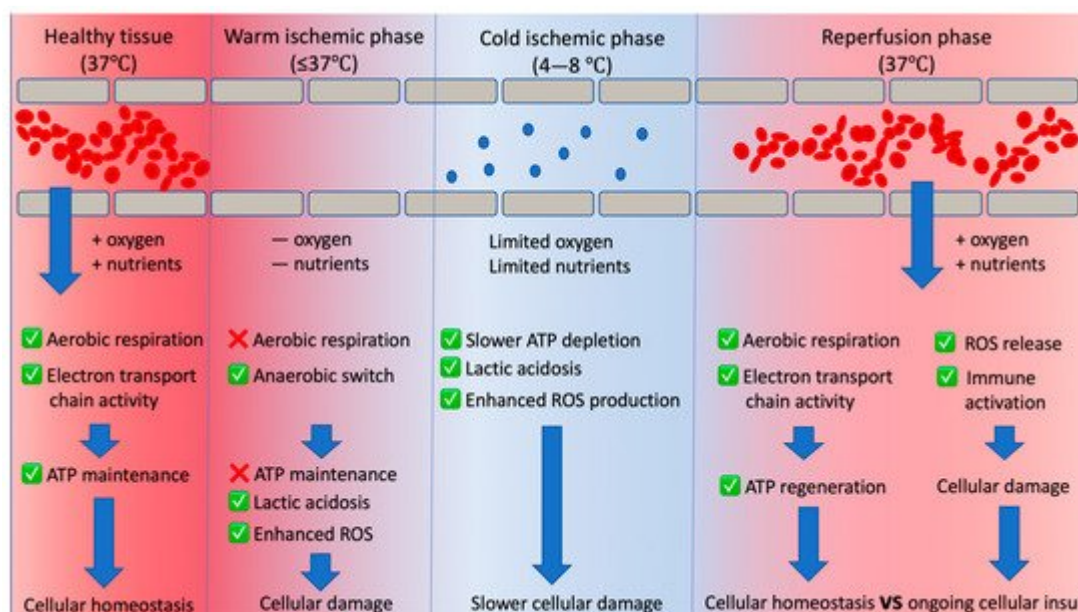 Healthy tissue
(37°C)
Warm ischemic phase
(≤37°C)
Cold ischemic phase
(4—8 °C)
Reperfusion phase
(37°C)
+ oxygen
+ nutrients
— oxygen
— nutrients
Limited oxygen
Limited nutrients
+ oxygen
+ nutrients
Aerobic respiration
Electron transport
chain activity
ATP maintenance
Cellular homeostasis
Aerobic respiration
Anaerobic switch
ATP maintenance
Lactic acidosis
Enhanced ROS
Cellular damage
Slower ATP depletion
Lactic acidosis
Enhanced ROS production
Slower cellular damage
Aerobic respiration
Electron transport
chain activity
ATP regeneration
ROS release
Immune
activation
Cellular damage
Cellular homeostasis VS ongoing cellular insu